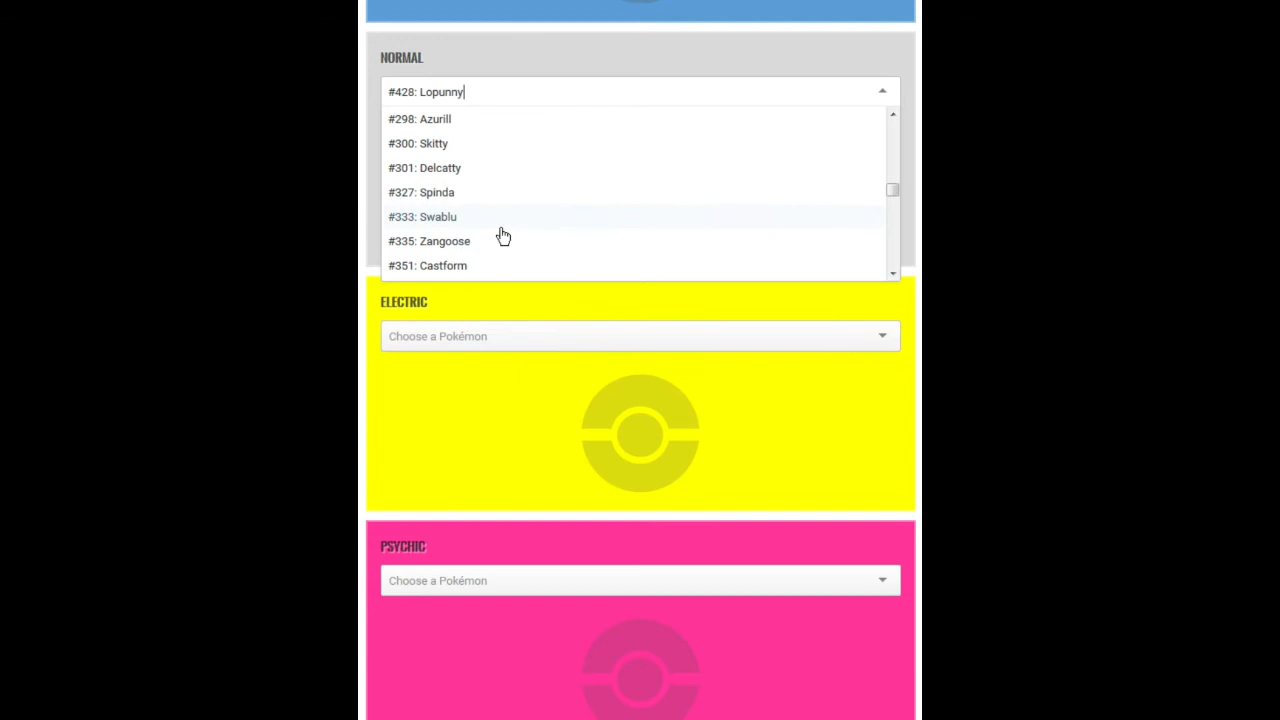 NORMAL
#428: Lopunny
#298: Azurill
#300: Skitty
#301: Delcatty
#327: Spinda
#333: Swablu
#335: Zangoose
#351: Castform
ELECTRIC
Choose a Pokémon
PSYCHIC
Choose a Pokémon